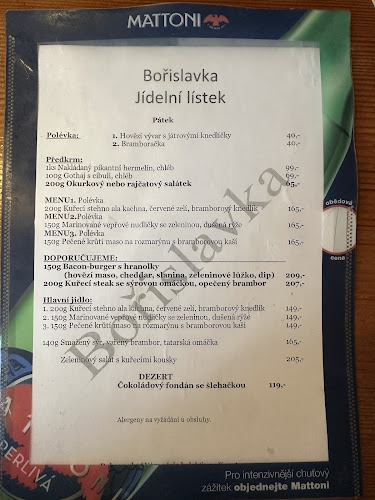 MATTONI
Bořislavka
Jídelní lístek
Pátek
Polévka: 1. Hovězí vývar s játrovými knedlíčky 40,-
2. Bramboračka 40,-
Předkrm:
1ks Nakládaný pikantní hermelín, chléb 99,-
100g Gothaj s cibulí, chléb 69,-
200g Okurkový nebo rajčatový salátek 65,-
MENU1. Polévka
200g Kuřecí stehno ala kachna, červené zelí, bramborový knedlík 165,-
MENU2.Polévka
150g Marinované vepřové nudličky se zeleninou, dušená rýže 165,-
MENU3. Polévka
150g Pečené krůtí maso na rozmarýnu s bramborovou kaší 165,-
DOPORUČUJEME:
150g Bacon-burger s hranolky
(hovězí maso, cheddar, slanina, zeleninové lůžko, dip) 209,-
200g Kuřecí steak se sýrovou omáčkou, opečený brambor 207,-
Hlavní jídlo:
1. 200g Kuřecí stehno ala kachna, červené zelí, bramborový knedlík 149,-
2. 150g Marinované vepřové nudličky se zeleninou, dušená rýže 149,-
3. 150g Pečené krůtí maso na rozmarýnu s bramborovou kaší 149,-
140g Smažený sýr, vařený brambor, tatarská omáčka 165,-
Zeleninový salát s kuřecími kousky 205,-
DEZERT
Čokoládový fondán se šlehačkou 119,-
Alergeny na vyžádání u obsluhy.
Bořislavka
obědová
cena
PERLIVÁ
Pro intenzivnější chuťový
zážitek objednejte Mattoni